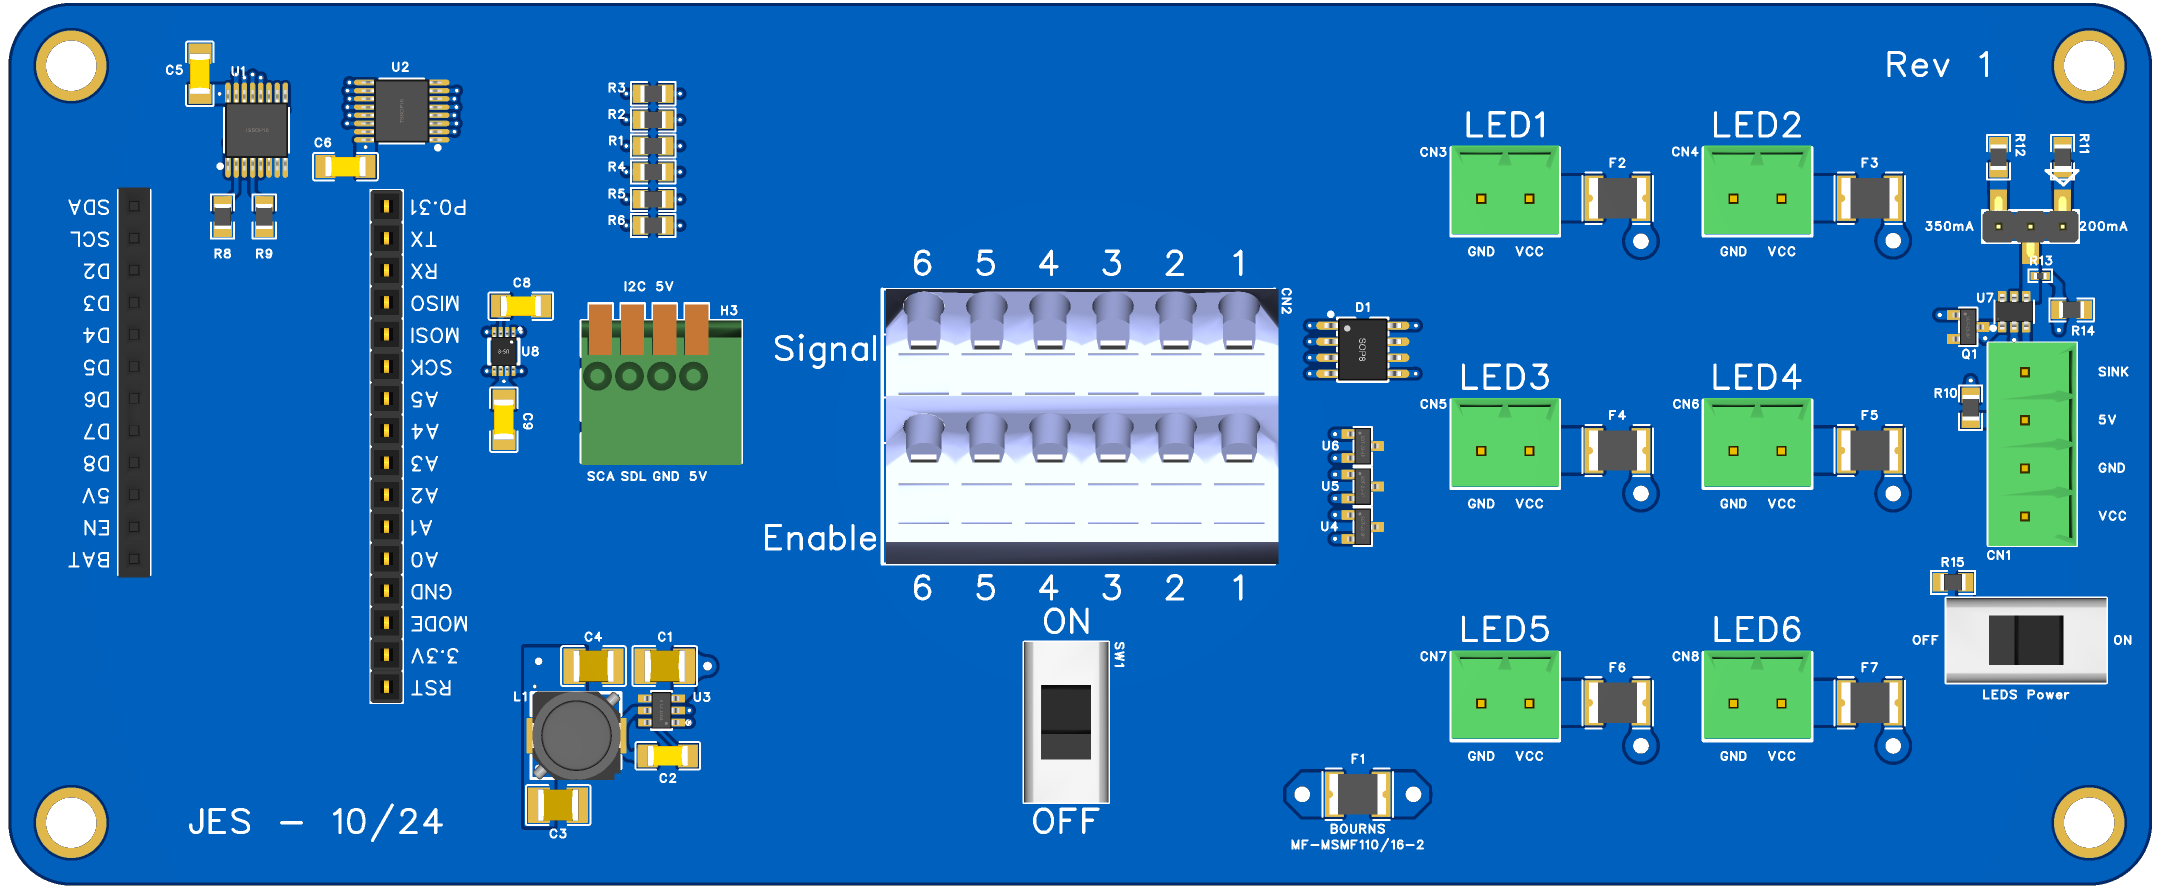 Rev 1
C5
U1
U2
C6
R8
R9
SDA
SCL
D2
D3
D4
D5
D6
D7
D8
5V
EN
BAT
P0.31
TX
RX
MISO
MOSI
SCK
A5
A4
A3
A2
A1
A0
GND
MODE
3.3V
RST
R3
R2
R1
R4
R5
R6
C8
U8
C9
I2C 5V
H3
SCA SDL GND 5V
6 5 4 3 2 1
CN2
Signal
Enable
6 5 4 3 2 1
D1
SOP8
U6
U5
U4
ON
SW1
OFF
C4
C1
L1
U3
C2
C3
JES - 10/24
F1
BOURNS
MF-MSMF110/16-2
LED1
CN3
F2
GND VCC
LED2
CN4
F3
GND VCC
LED3
CN5
F4
GND VCC
LED4
CN6
F5
GND VCC
LED5
CN7
F6
GND VCC
LED6
CN8
F7
GND VCC
R12
R11
350mA
200mA
R13
U7
R14
Q1
R10
SINK
5V
GND
VCC
CN1
R15
OFF
ON
LEDS Power